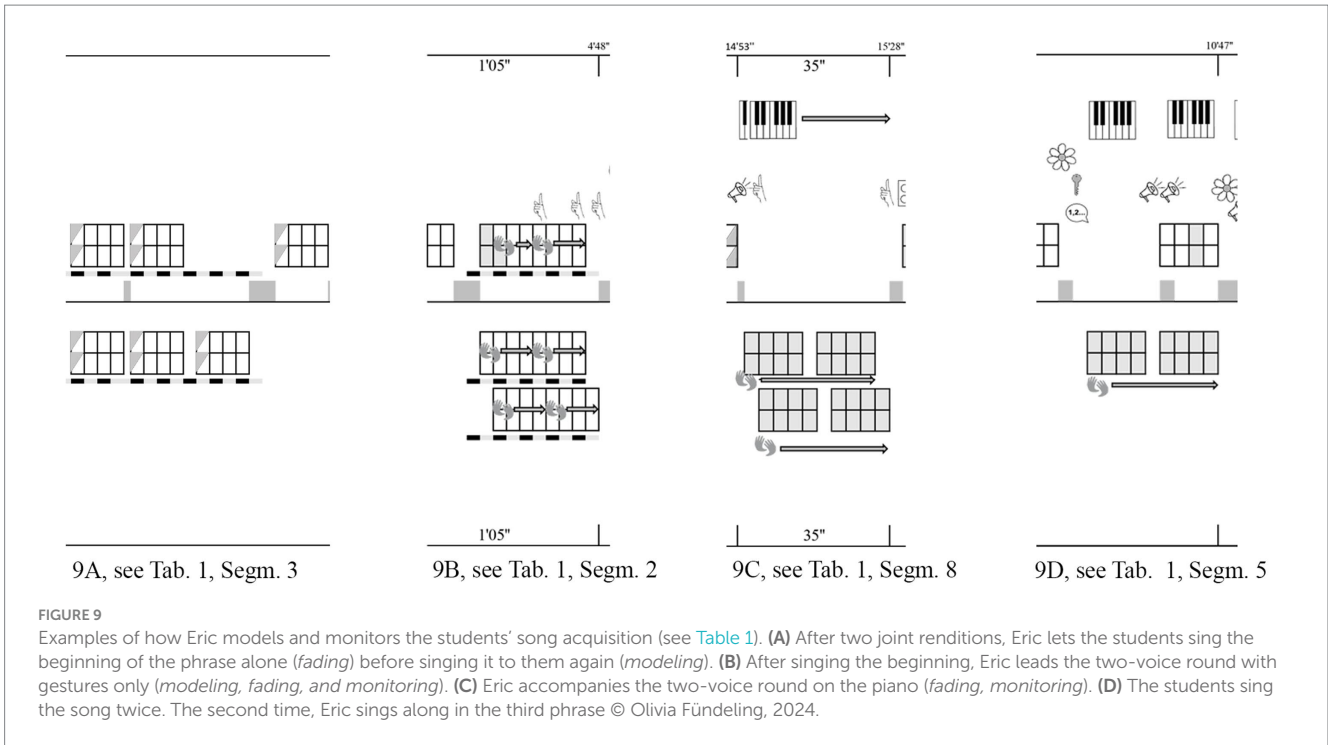 4'48"
14'53"
15'28"
10'47"
1'05"
35"
1,2...
1'05"
35"
9A, see Tab. 1, Segm. 3
9B, see Tab. 1, Segm. 2
9C, see Tab. 1, Segm. 8
9D, see Tab. 1, Segm. 5
FIGURE 9
Examples of how Eric models and monitors the students' song acquisition (see Table 1). (A) After two joint renditions, Eric lets the students sing the
beginning of the phrase alone (fading) before singing it to them again (modeling). (B) After singing the beginning, Eric leads the two-voice round with
gestures only (modeling, fading, and monitoring). (C) Eric accompanies the two-voice round on the piano (fading, monitoring). (D) The students sing
the song twice. The second time, Eric sings along in the third phrase © Olivia Fündeling, 2024.